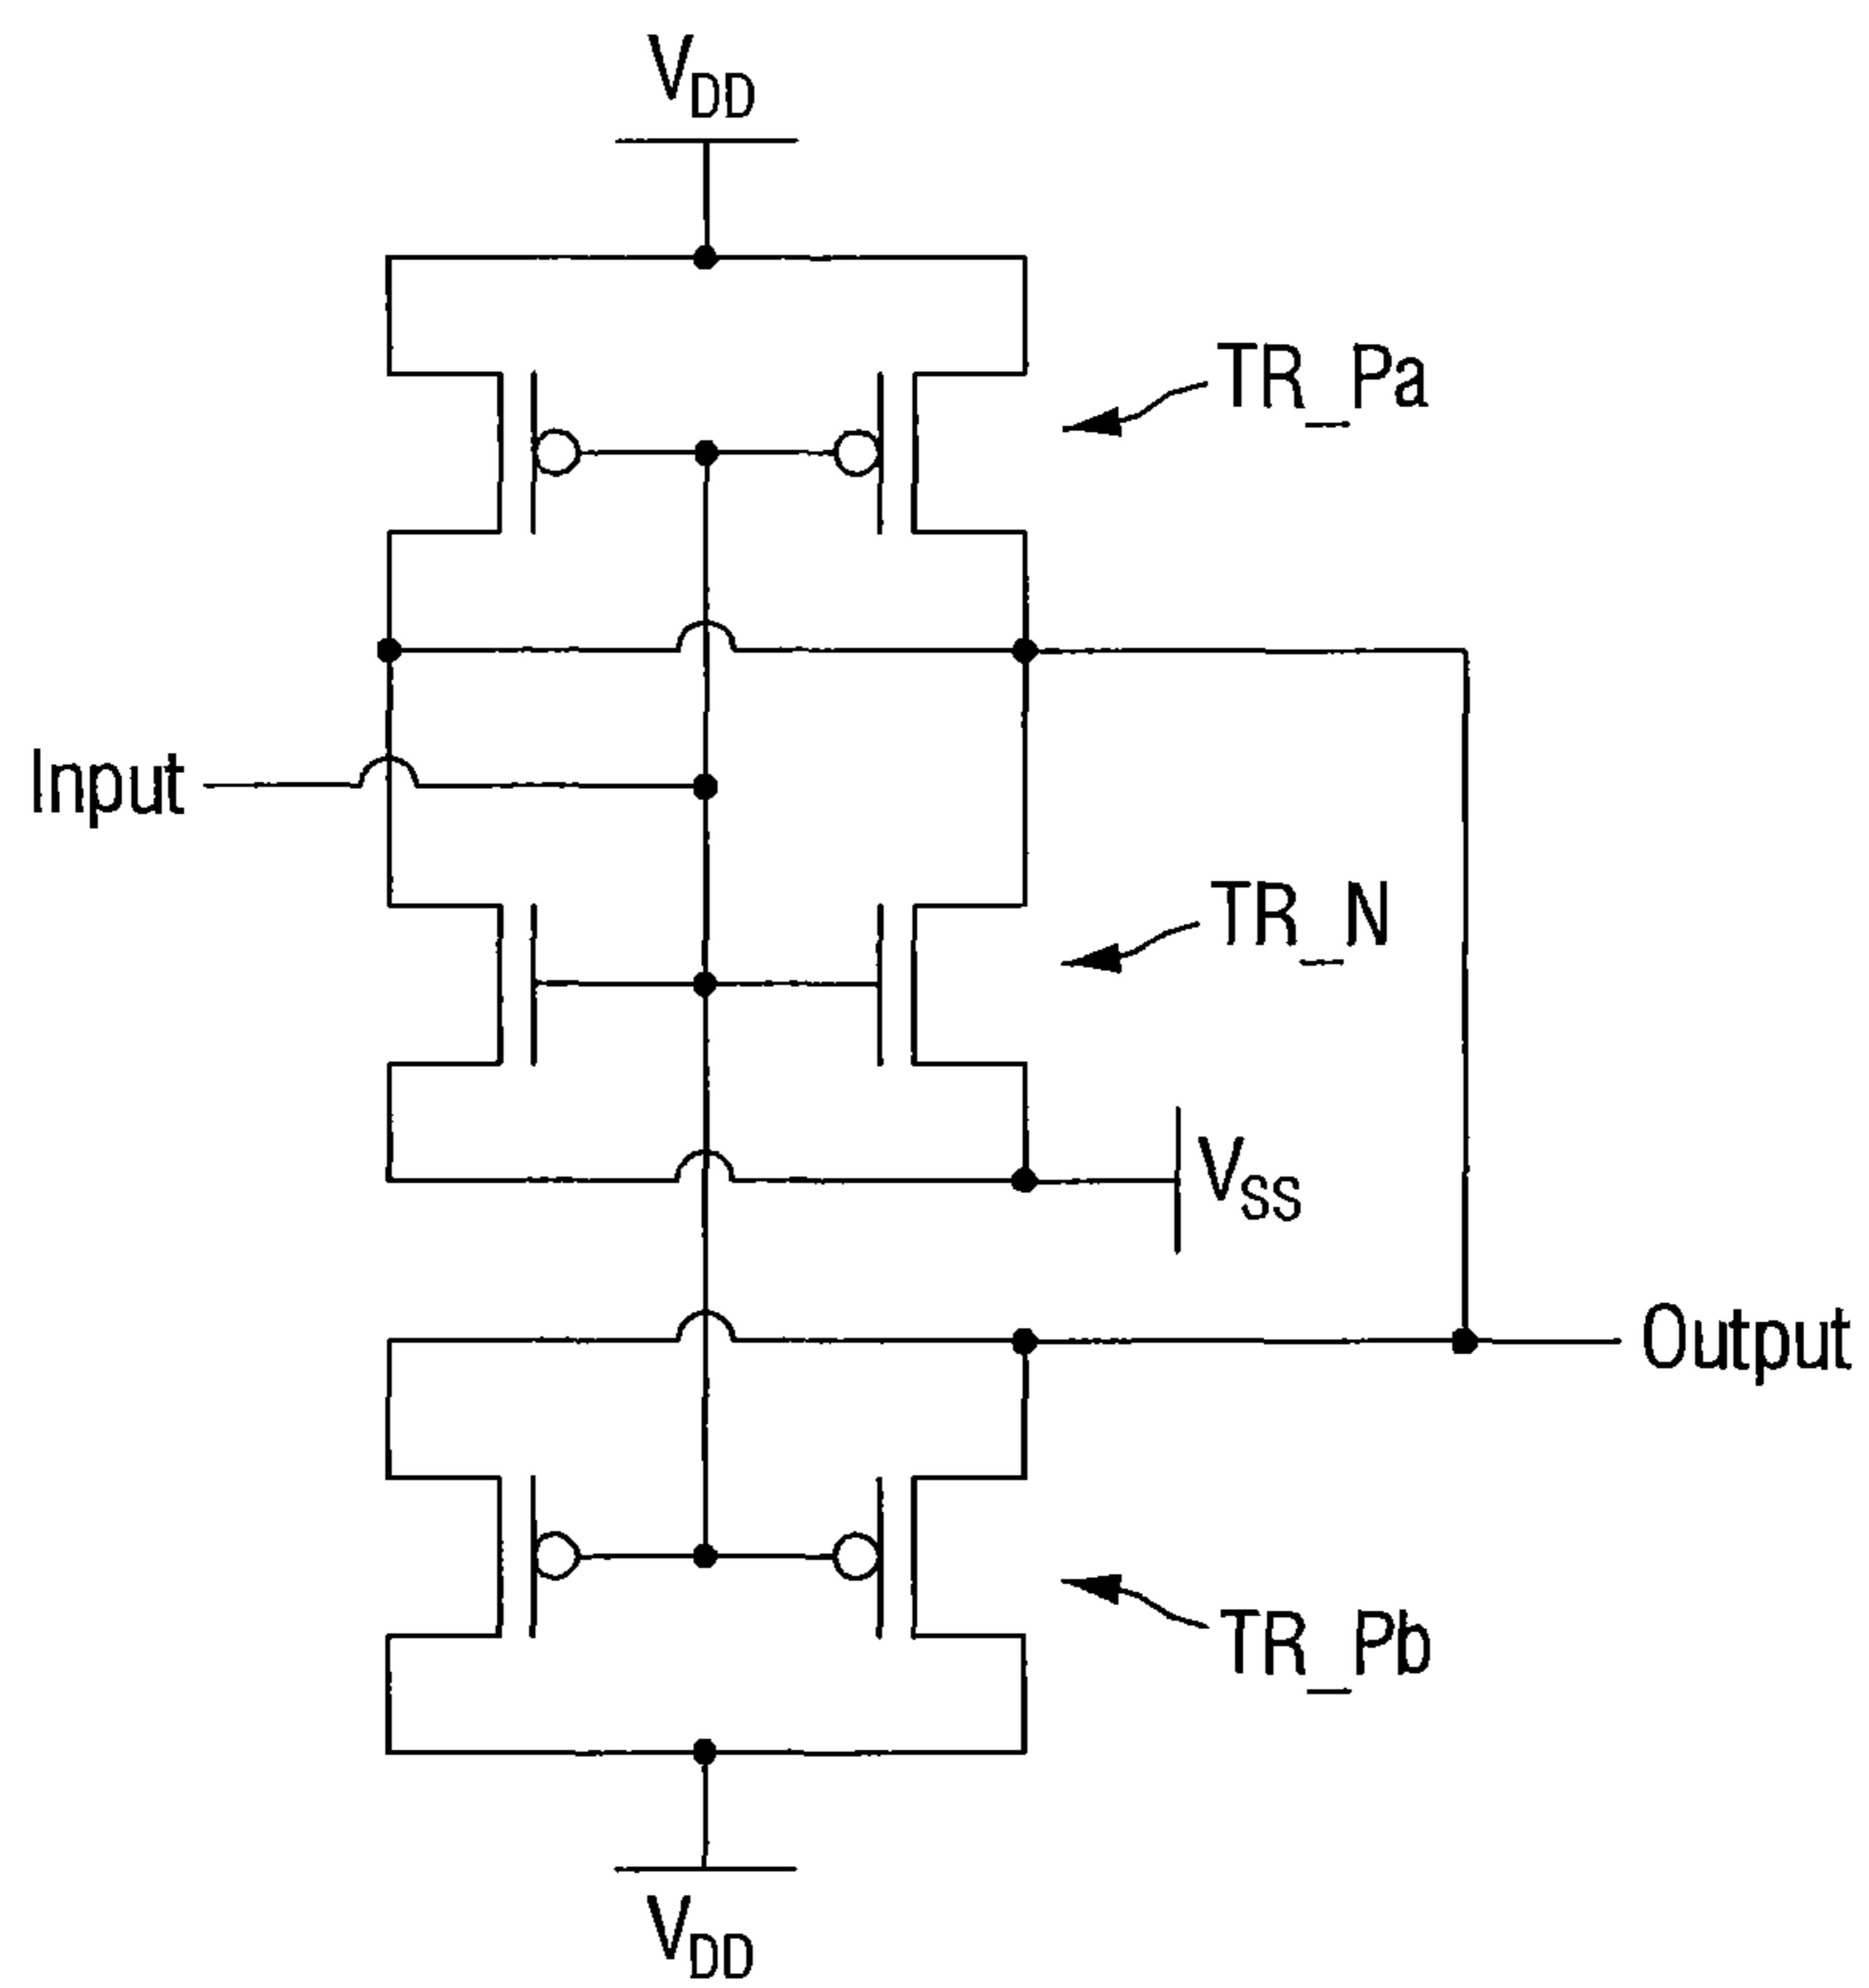 VDD
TR_Pa
Input
TR_N
VSS
Output
TR_Pb
VDD